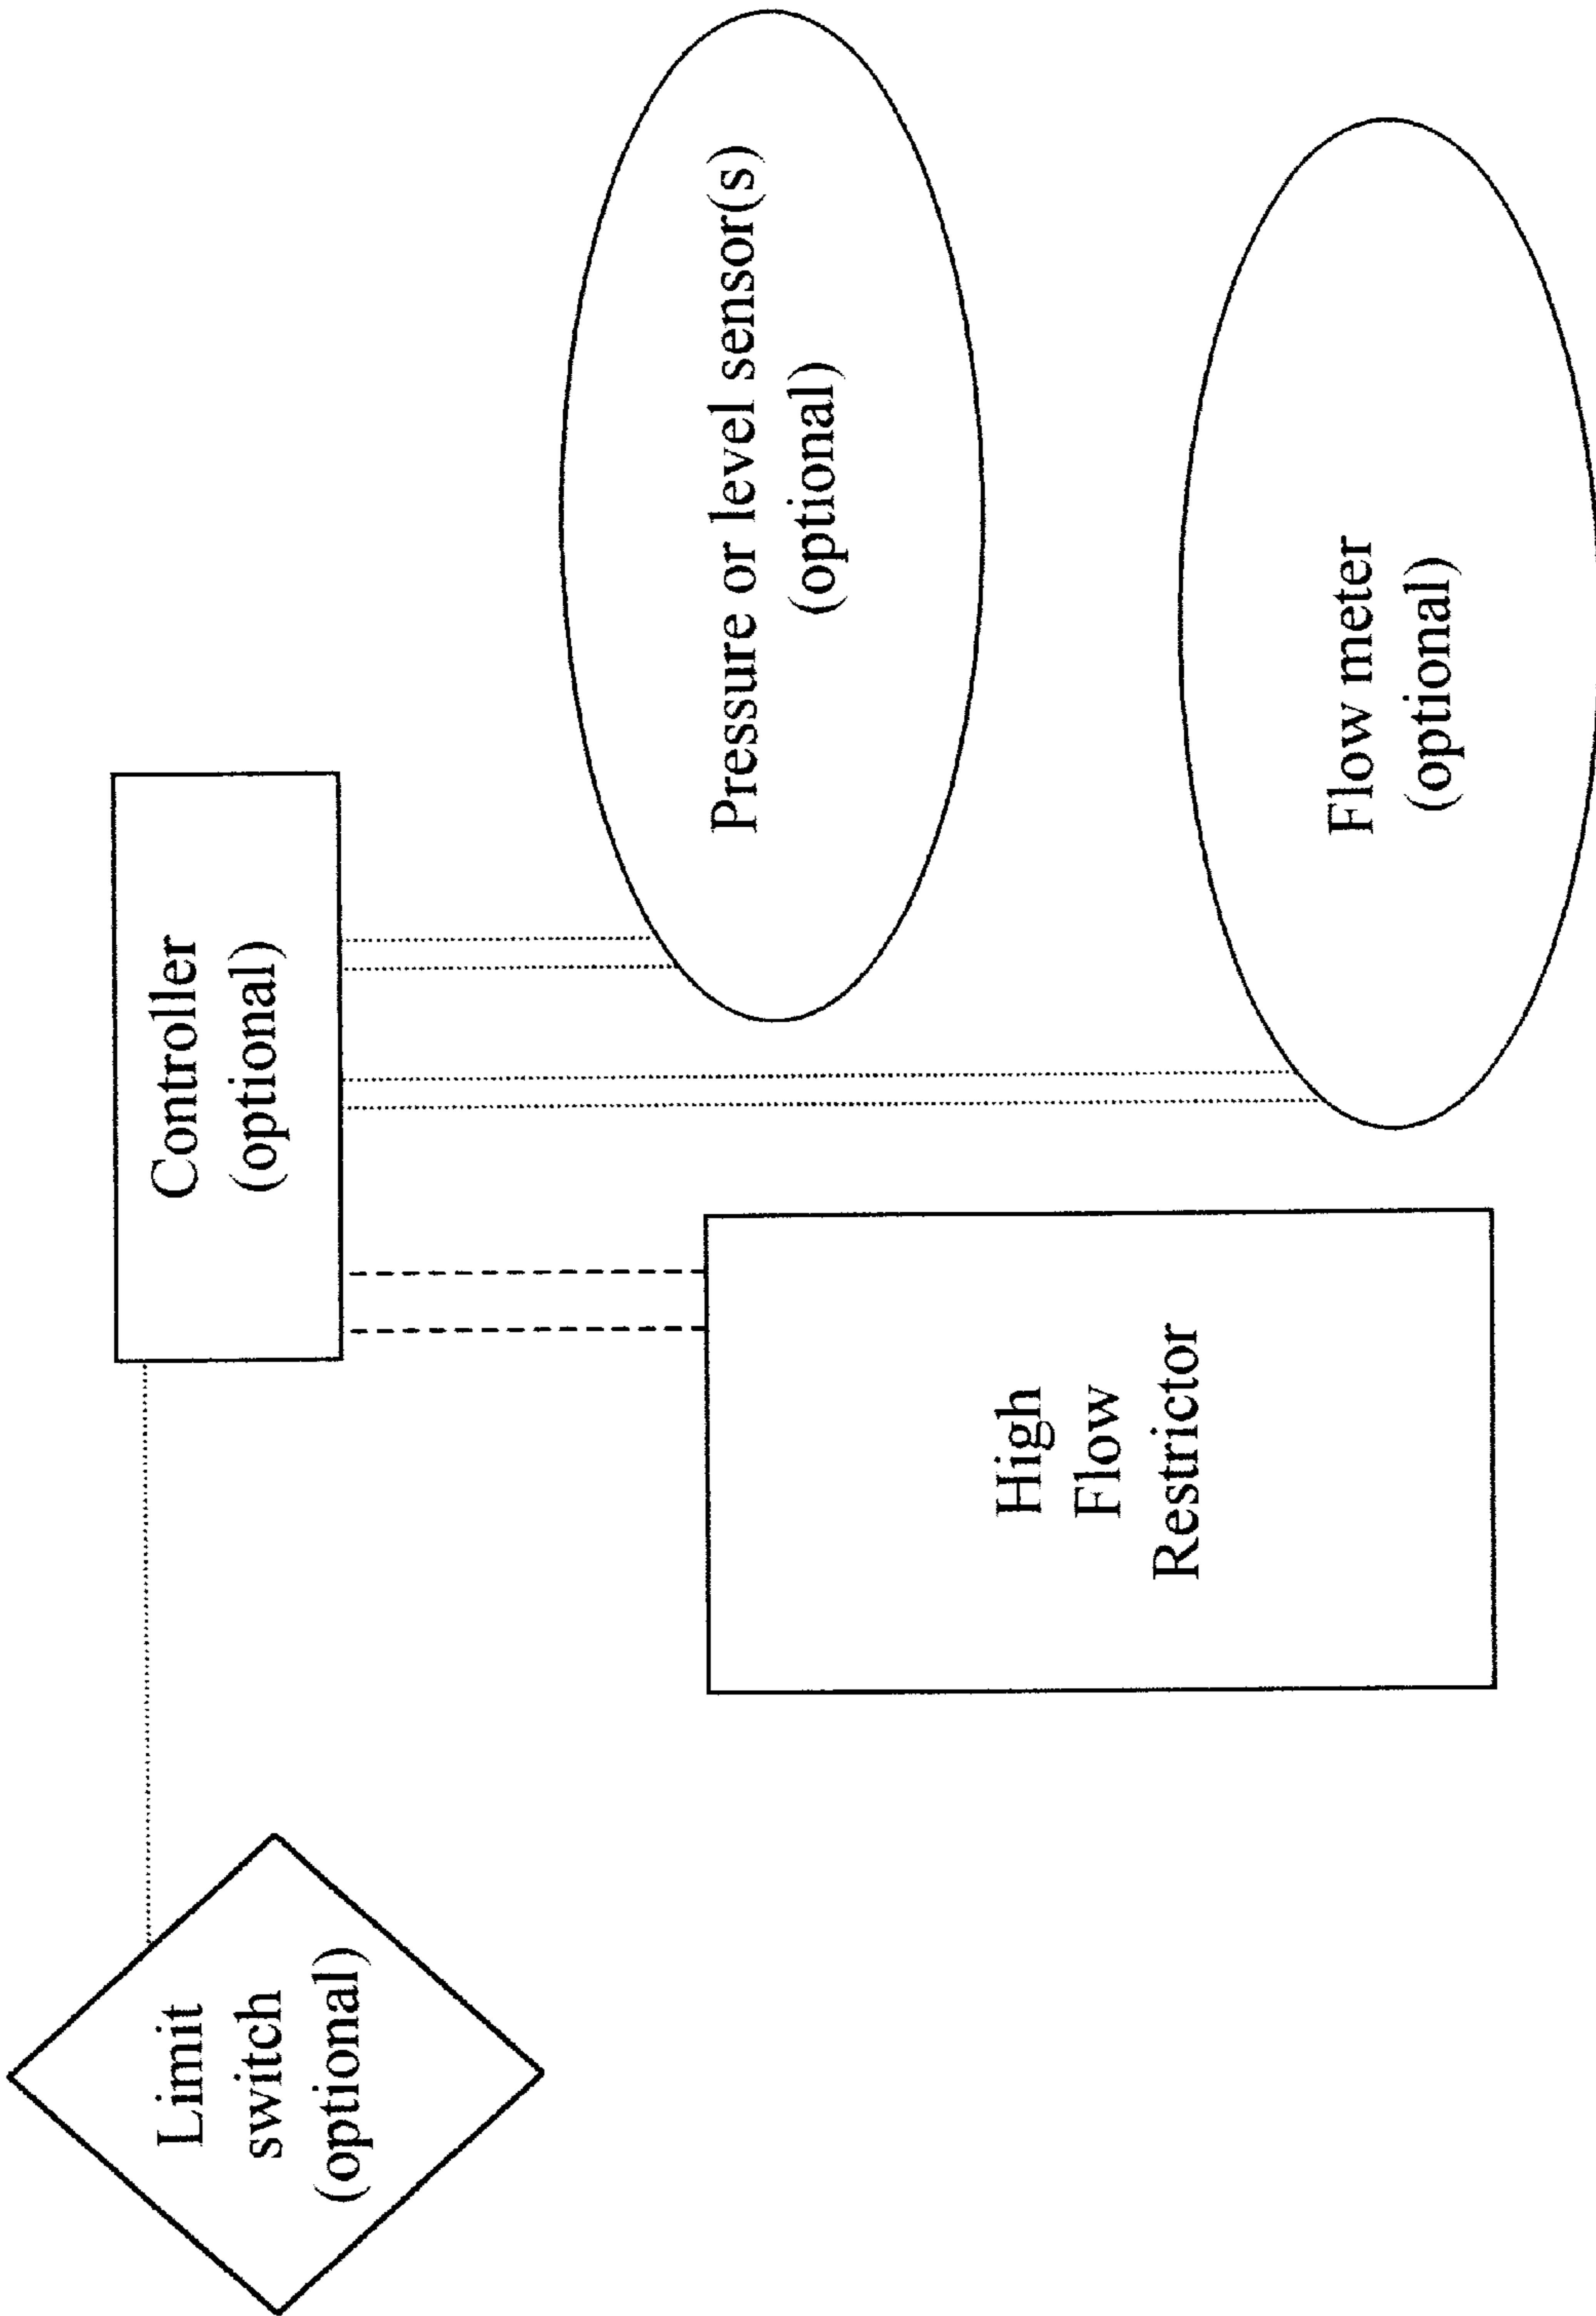 Limit
switch
(optional)
Controller
(optional)
High
Flow
Restrictor
Pressure or level sensor(s)
(optional)
Flow meter
(optional)